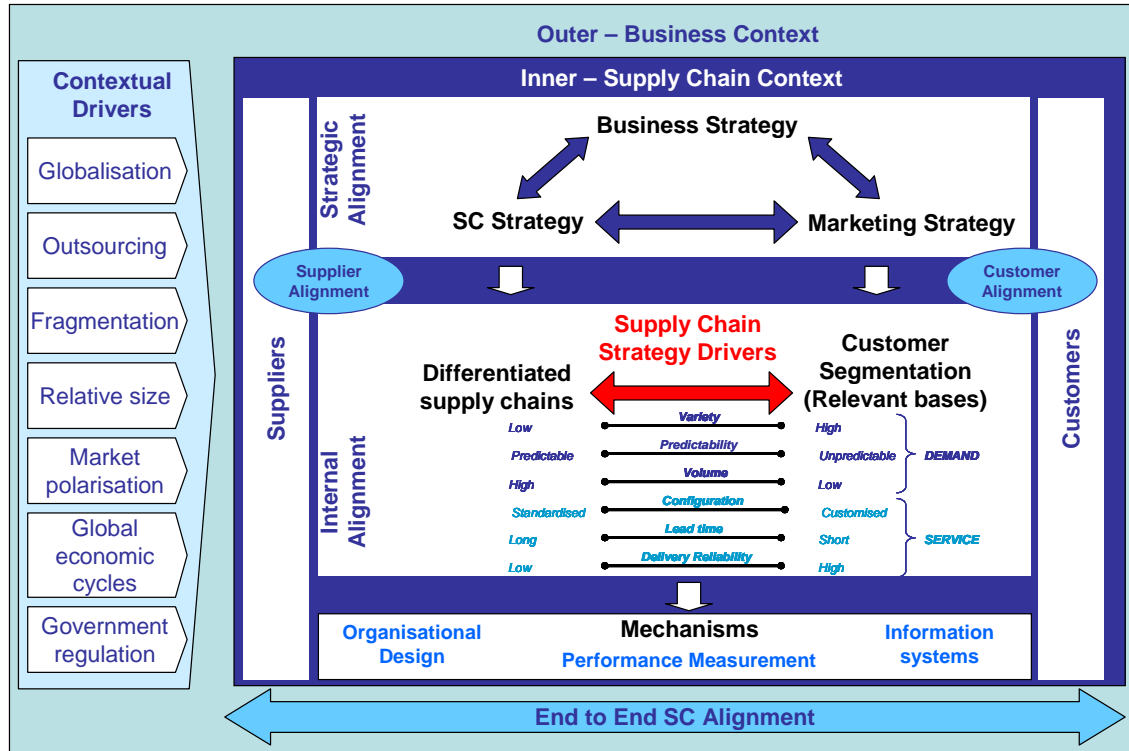 Outer – Business Context
Contextual
Drivers
Globalisation
Outsourcing
Fragmentation
Relative size
Market
polarisation
Global
economic
cycles
Government
regulation
Inner – Supply Chain Context
Suppliers
Customers
Strategic
Alignment
Business Strategy
SC Strategy
Marketing Strategy
Supplier
Alignment
Customer
Alignment
Internal
Alignment
Supply Chain
Strategy Drivers
Differentiated
supply chains
Customer
Segmentation
(Relevant bases)
Low Variety High
Predictable Predictability Unpredictable
High Volume Low
DEMAND
Standardised Configuration Customised
Long Lead time Short
Low Delivery Reliability High
SERVICE
Mechanisms
Organisational
Design
Performance Measurement
Information
systems
End to End SC Alignment